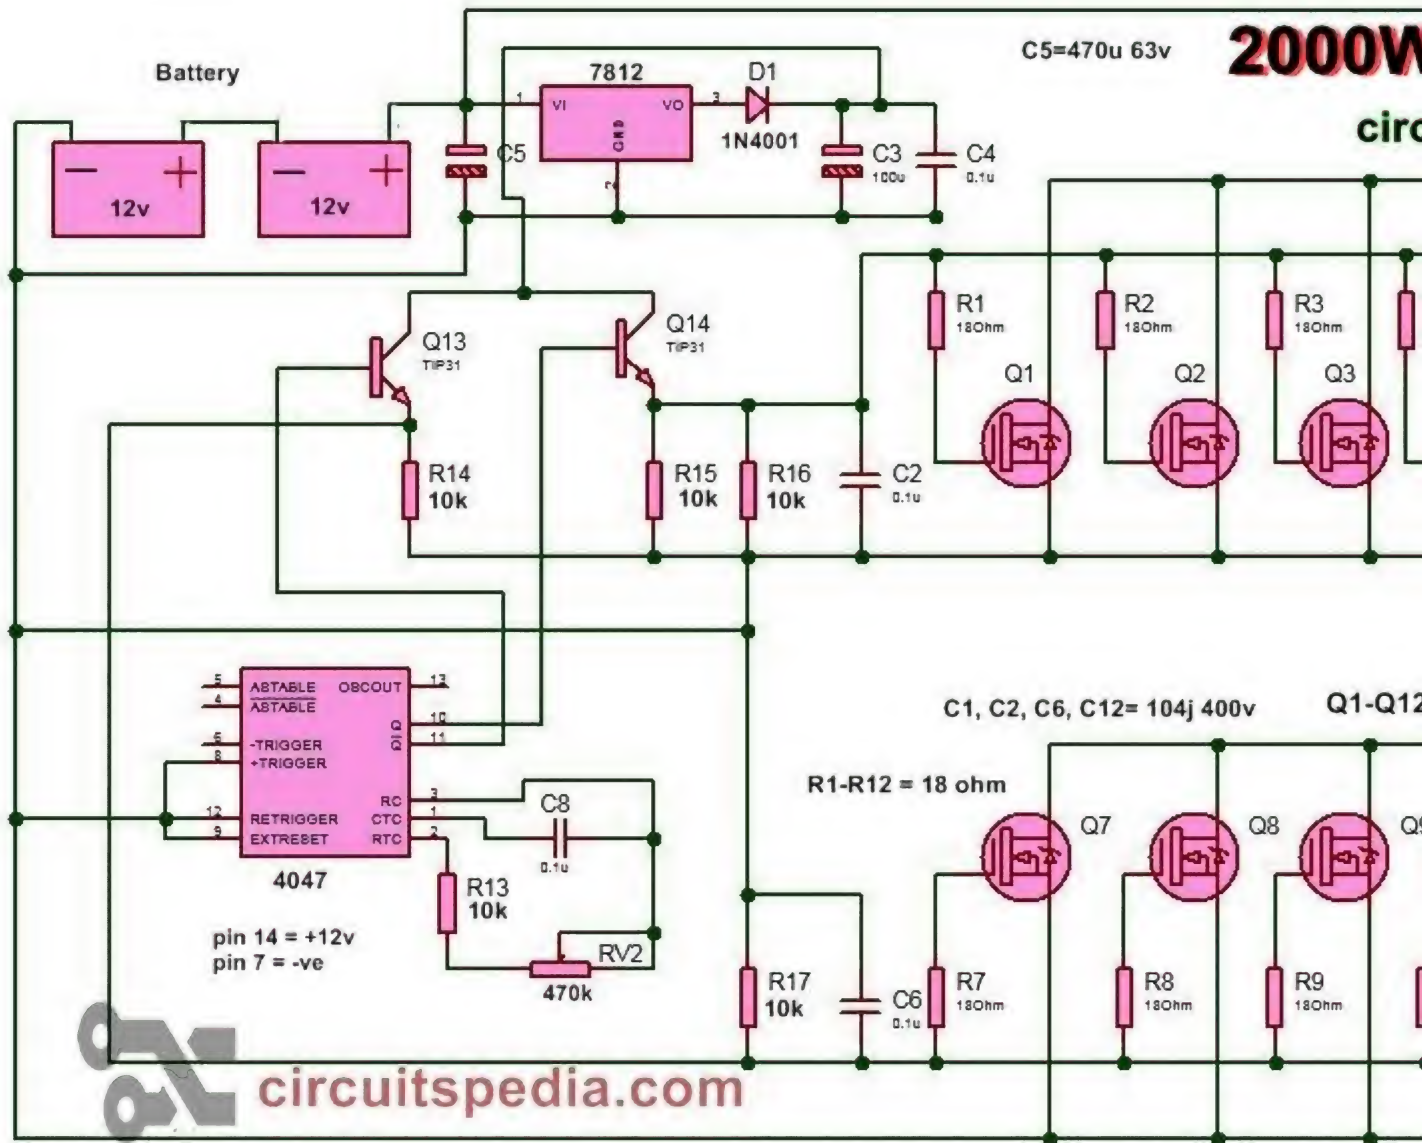 C5=470u 63v
2000W
circ
Battery
7812
D1
1
VI
VO
3
GND
2
1N4001
C5
C3
100u
C4
0.1u
12v
12v
Q13
TIP31
Q14
TIP31
R1
18Ohm
R2
18Ohm
R3
18Ohm
Q1
Q2
Q3
R14
10k
R15
10k
R16
10k
C2
0.1u
5
ASTABLE
OSCOUT
13
4
ASTABLE
Q
10
6
-TRIGGER
Q
11
8
+TRIGGER
RC
3
12
RETRIGGER
CTC
1
9
EXTRESET
RTC
2
4047
C8
0.1u
R13
10k
RV2
470k
pin 14 = +12v
pin 7 = -ve
C1, C2, C6, C12= 104j 400v
Q1-Q12
R1-R12 = 18 ohm
Q7
Q8
Q9
R17
10k
C6
0.1u
R7
18Ohm
R8
18Ohm
R9
18Ohm
circuitspedia.com